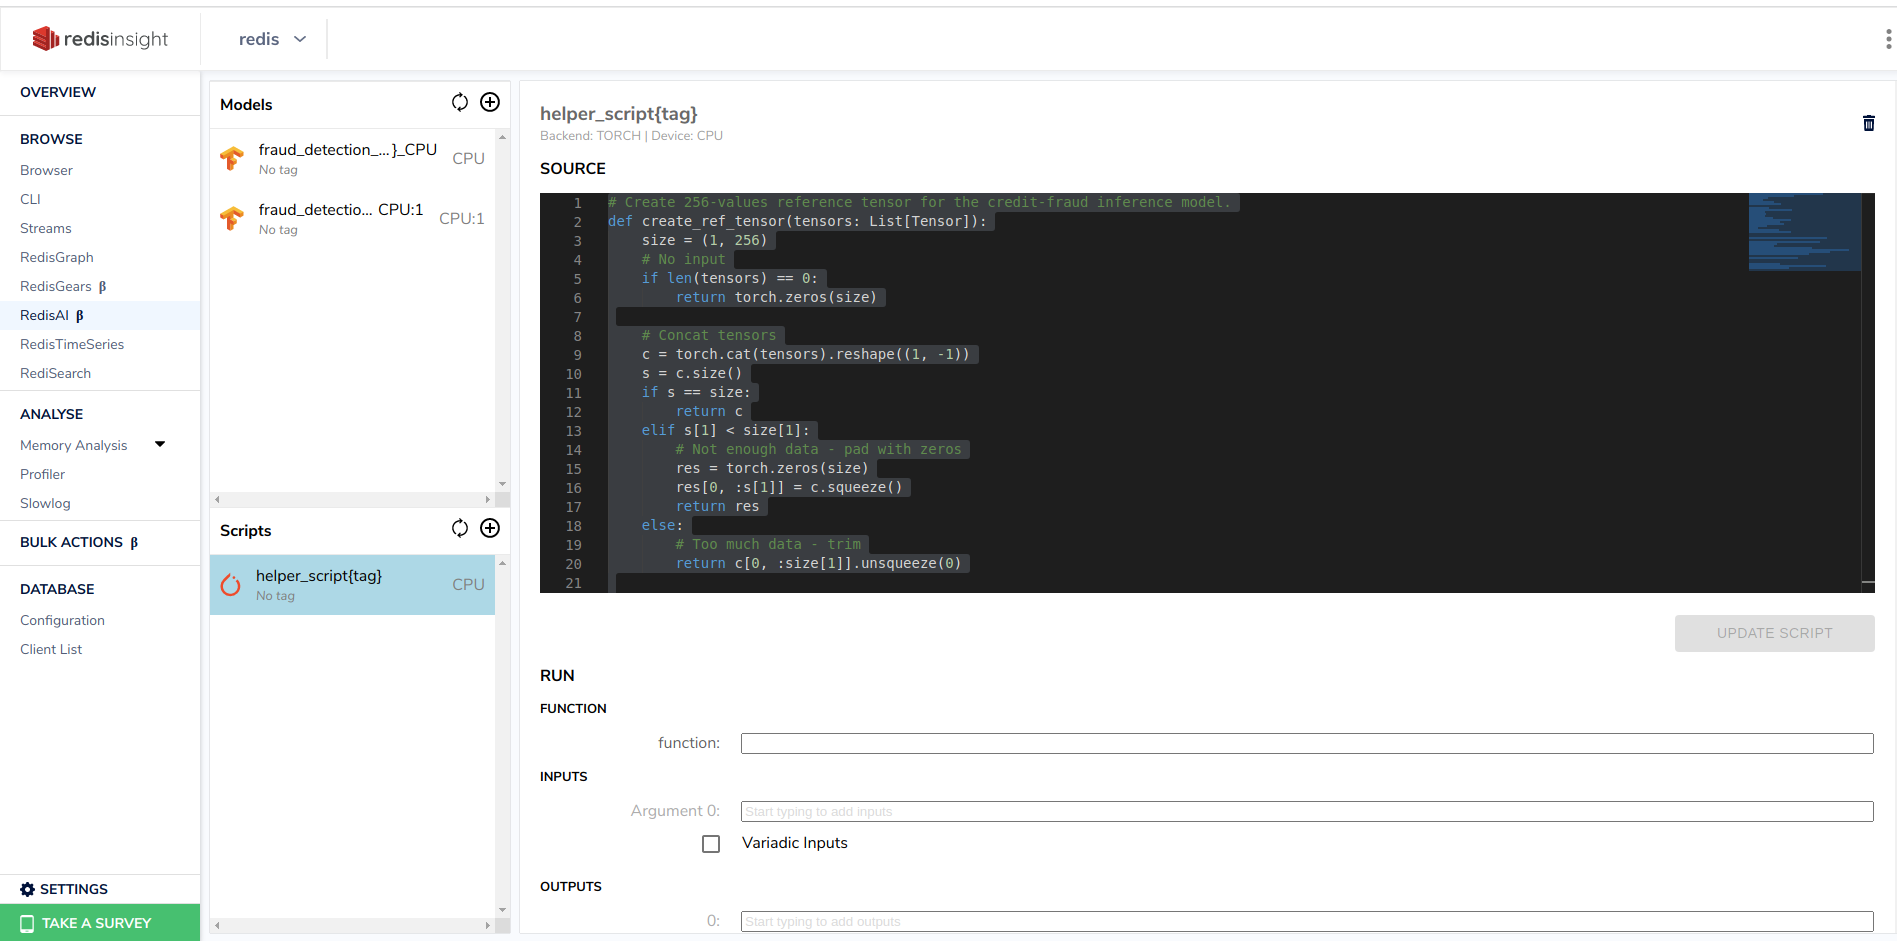 redisinsight
redis
OVERVIEW
BROWSE
Browser
CLI
Streams
RedisGraph
RedisGears β
RedisAI β
RedisTimeSeries
RediSearch
ANALYSE
Memory Analysis
Profiler
Slowlog
BULK ACTIONS β
DATABASE
Configuration
Client List
SETTINGS
TAKE A SURVEY
Models
fraud_detection_...}_CPU
No tag
CPU
fraud_detectio... CPU:1
No tag
CPU:1
Scripts
helper_script{tag}
No tag
CPU
helper_script{tag}
Backend: TORCH | Device: CPU
SOURCE
1 # Create 256-values reference tensor for the credit-fraud inference model.
2 def create_ref_tensor(tensors: List[Tensor]):
3     size = (1, 256)
4     # No input
5     if len(tensors) == 0:
6         return torch.zeros(size)
7
8     # Concat tensors
9     c = torch.cat(tensors).reshape((1, -1))
10     s = c.size()
11     if s == size:
12         return c
13     elif s[1] < size[1]:
14         # Not enough data - pad with zeros
15         res = torch.zeros(size)
16         res[0, :s[1]] = c.squeeze()
17         return res
18     else:
19         # Too much data - trim
20         return c[0, :size[1]].unsqueeze(0)
21
UPDATE SCRIPT
RUN
FUNCTION
function:
INPUTS
Argument 0: Start typing to add inputs
Variadic Inputs
OUTPUTS
0: Start typing to add outputs